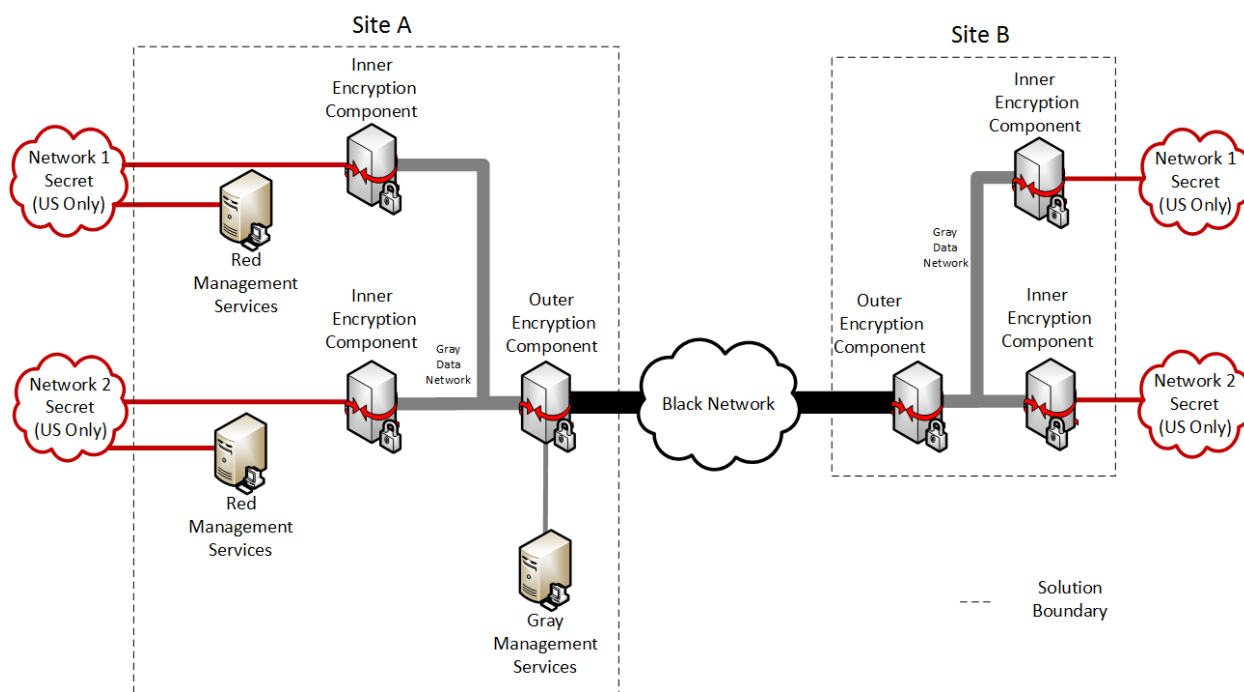 Site A
Site B
Inner
Encryption
Component
Network 1
Secret
(US Only)
Red
Management
Services
Inner
Encryption
Component
Gray
Data
Network
Outer
Encryption
Component
Network 2
Secret
(US Only)
Red
Management
Services
Gray
Management
Services
Black Network
Inner
Encryption
Component
Network 1
Secret
(US Only)
Gray
Data
Network
Outer
Encryption
Component
Inner
Encryption
Component
Network 2
Secret
(US Only)
Solution
Boundary